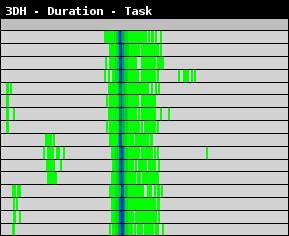 3DH - Duration - Task